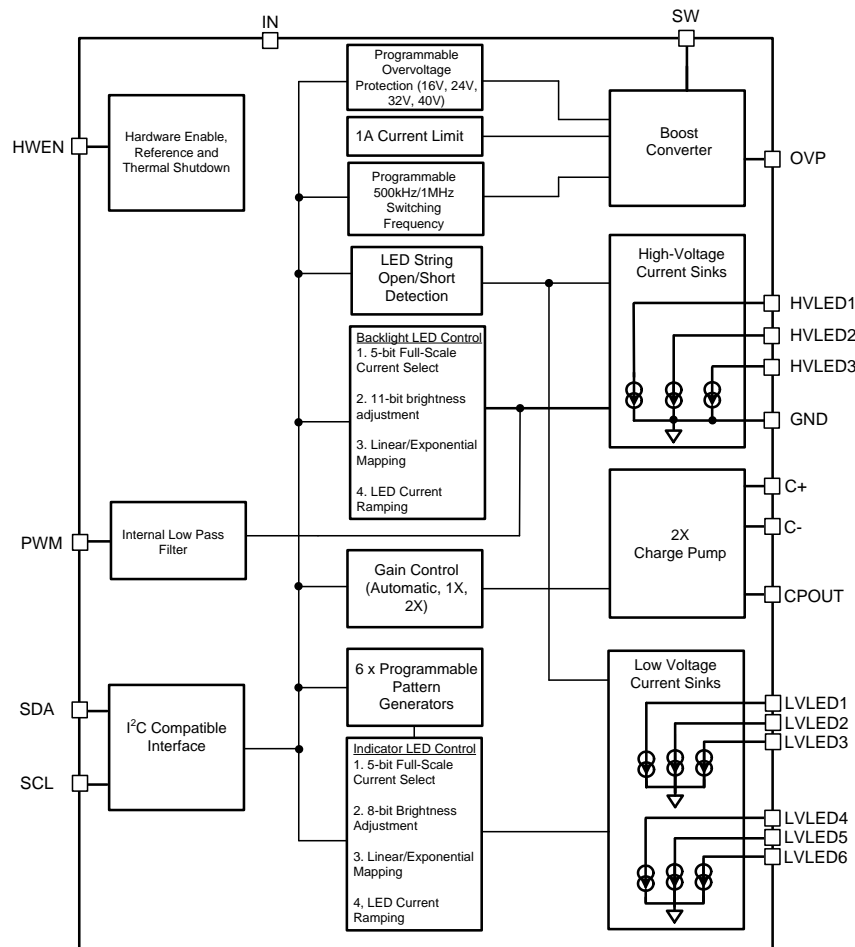 IN
SW
Programmable
Overvoltage
Protection (16V, 24V,
32V, 40V)
HWEN
Hardware Enable,
Reference and
Thermal Shutdown
1A Current Limit
Boost
Converter
OVP
Programmable
500kHz/1MHz
Switching
Frequency
LED String
Open/Short
Detection
High-Voltage
Current Sinks
HVLED1
HVLED2
HVLED3
GND
Backlight LED Control
1. 5-bit Full-Scale
Current Select
2. 11-bit brightness
adjustment
3. Linear/Exponential
Mapping
4. LED Current
Ramping
PWM
Internal Low Pass
Filter
2X
Charge Pump
C+
C-
CPOUT
Gain Control
(Automatic, 1X,
2X)
6 x Programmable
Pattern
Generators
Low Voltage
Current Sinks
LVLED1
LVLED2
LVLED3
SDA
SCL
I²C Compatible
Interface
Indicator LED Control
1. 5-bit Full-Scale
Current Select
2. 8-bit Brightness
Adjustment
3. Linear/Exponential
Mapping
4, LED Current
Ramping
LVLED4
LVLED5
LVLED6